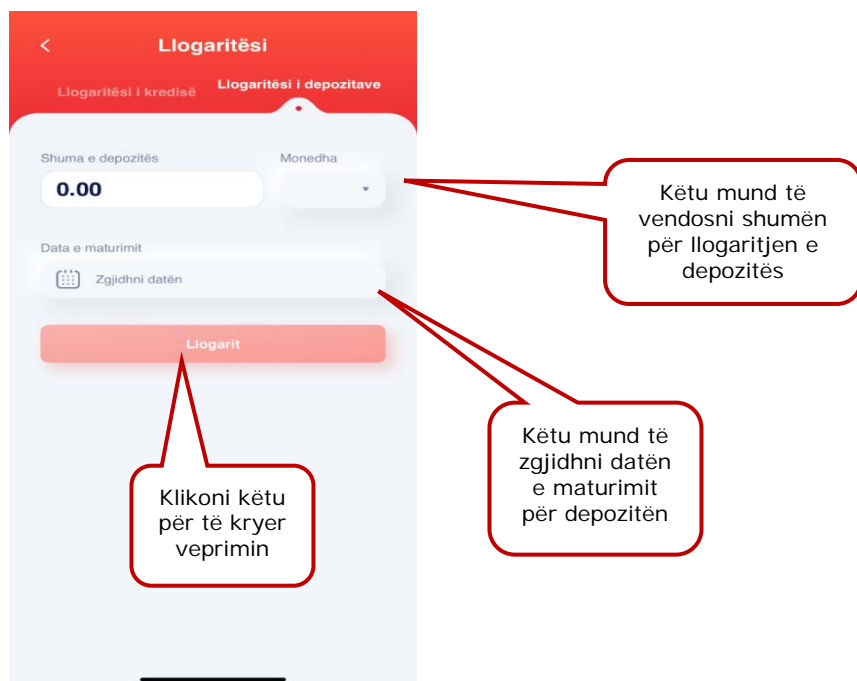 Llogaritësi
Llogaritësi i kredisë
Llogaritësi i depozitave
Shuma e depozitës
Monedha
0.00
Këtu mund të
vendosni shumën
për llogaritjen e
depozitës
Data e maturimit
Zgjidhni datën
Llogarit
Këtu mund të
zgjidhni datën
e maturimit
për depozitën
Klikoni këtu
për të kryer
veprimin